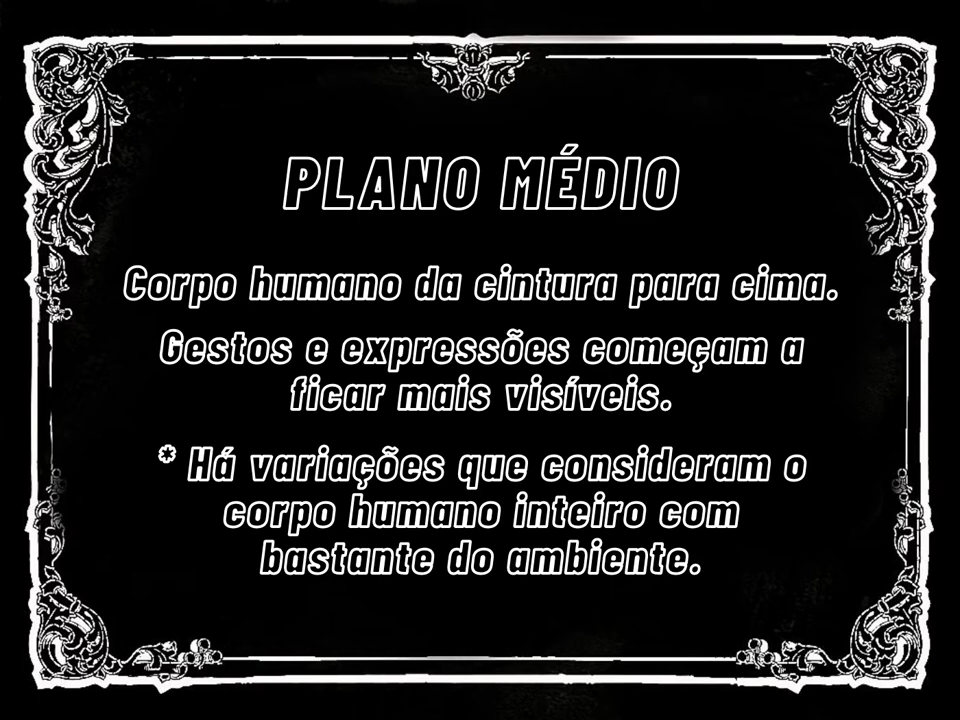 PLANO MÉDIO
Corpo humano da cintura para cima.
Gestos e expressões começam a
ficar mais visíveis.
* Há variações que consideram o
corpo humano inteiro com
bastante do ambiente.